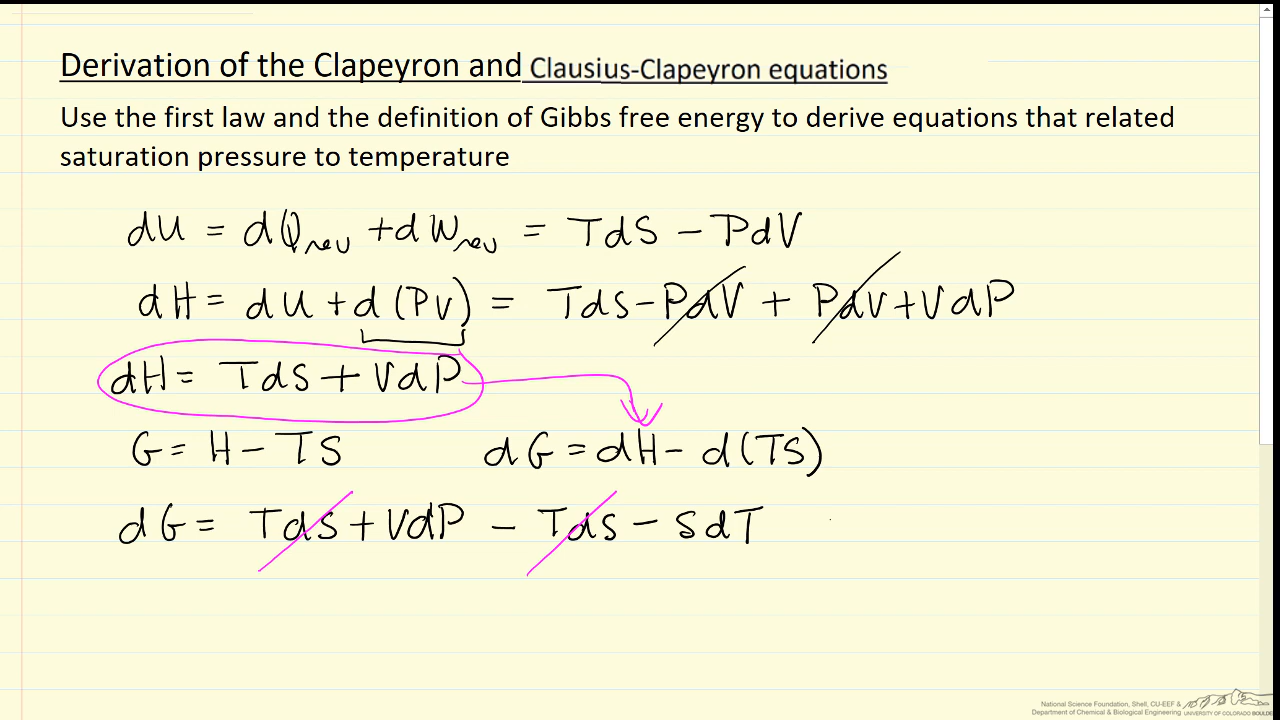 Derivation of the Clapeyron and Clausius-Clapeyron equations
Use the first law and the definition of Gibbs free energy to derive equations that related
saturation pressure to temperature
dU = dQrev + dWrev = TdS - PdV
dH = dU + d(PV) = TdS - PdV + PdV + VdP
dH = TdS + VdP
G = H - TS dG = dH - d(TS)
dG = TdS + VdP - TdS - SdT
National Science Foundation, Shell, CU-EEF &
Department of Chemical & Biological Engineering UNIVERSITY OF COLORADO BOULDE